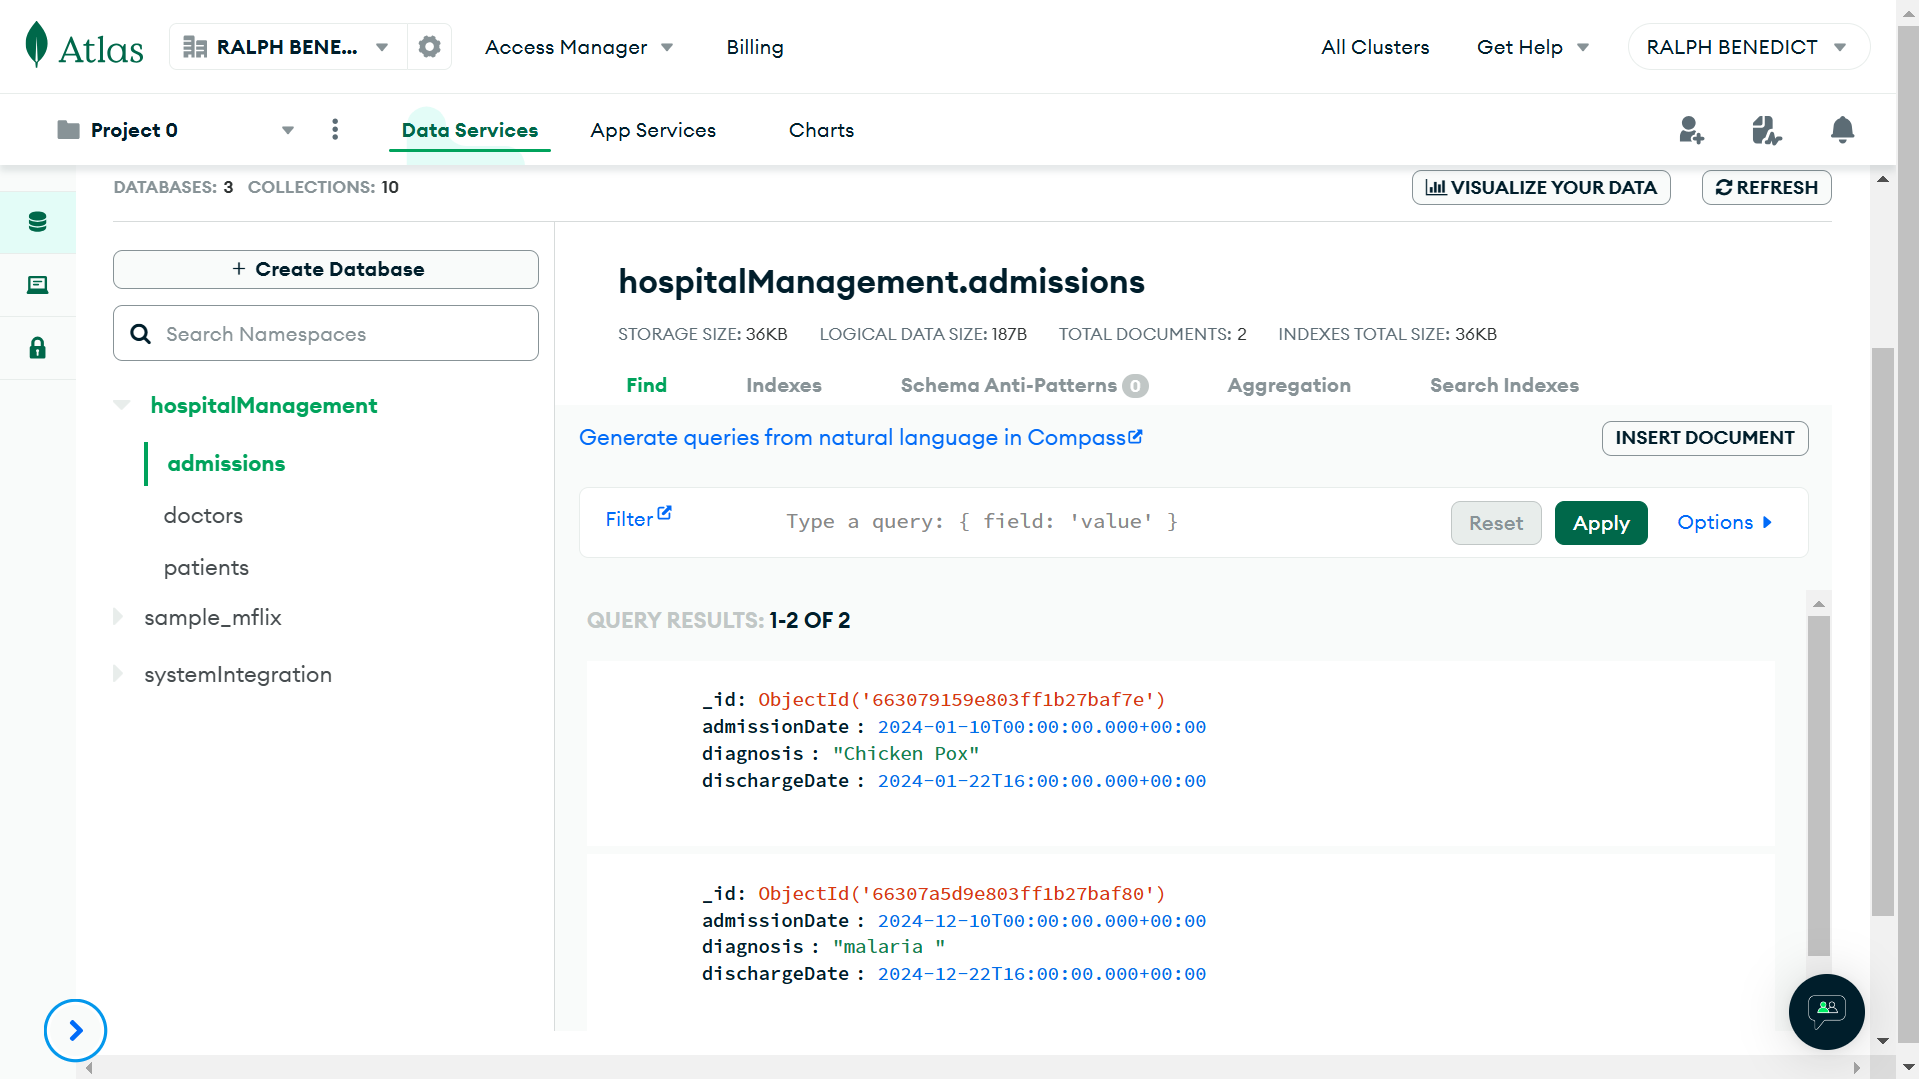 Atlas
RALPH BENE...
Access Manager
Billing
All Clusters
Get Help
RALPH BENEDICT
Project 0
Data Services
App Services
Charts
DATABASES: 3 COLLECTIONS: 10
VISUALIZE YOUR DATA
REFRESH
+ Create Database
Search Namespaces
hospitalManagement
admissions
doctors
patients
sample_mflix
systemIntegration
hospitalManagement.admissions
STORAGE SIZE: 36KB LOGICAL DATA SIZE: 187B TOTAL DOCUMENTS: 2 INDEXES TOTAL SIZE: 36KB
Find
Indexes
Schema Anti-Patterns 0
Aggregation
Search Indexes
Generate queries from natural language in Compass
INSERT DOCUMENT
Filter
Type a query: { field: 'value' }
Reset
Apply
Options
QUERY RESULTS: 1-2 OF 2
_id: ObjectId('663079159e803ff1b27baf7e')
admissionDate : 2024-01-10T00:00:00.000+00:00
diagnosis : "Chicken Pox"
dischargeDate : 2024-01-22T16:00:00.000+00:00
_id: ObjectId('66307a5d9e803ff1b27baf80')
admissionDate : 2024-12-10T00:00:00.000+00:00
diagnosis : "malaria "
dischargeDate : 2024-12-22T16:00:00.000+00:00